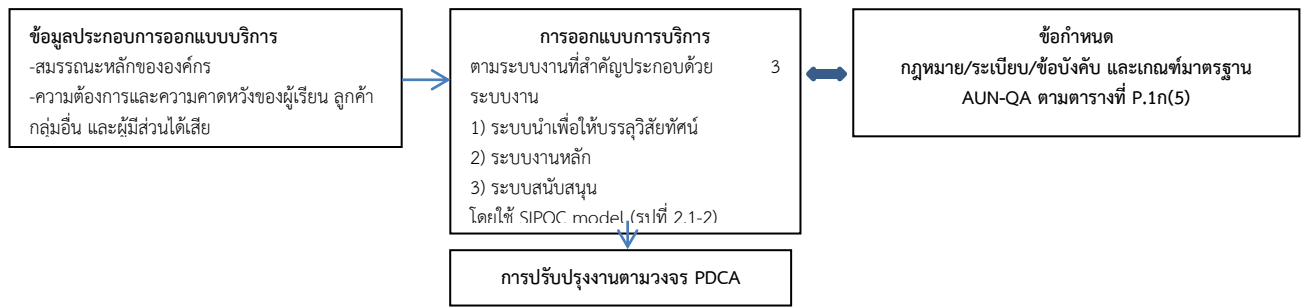 ข้อมูลประกอบการออกแบบบริการ
-สมรรถนะหลักขององค์กร
-ความต้องการและความคาดหวังของผู้เรียน ลูกค้า
กลุ่มอื่น และผู้มีส่วนได้เสีย
การออกแบบการบริการ
ตามระบบงานที่สำคัญประกอบด้วย 3
ระบบงาน
1) ระบบนำเพื่อให้บรรลุวิสัยทัศน์
2) ระบบงานหลัก
3) ระบบสนับสนุน
โดยใช้ SIPOC model (รูปที่ 2.1-2)
ข้อกำหนด
กฎหมาย/ระเบียบ/ข้อบังคับ และเกณฑ์มาตรฐาน
AUN-QA ตามตารางที่ P.1ก(5)
การปรับปรุงงานตามวงจร PDCA